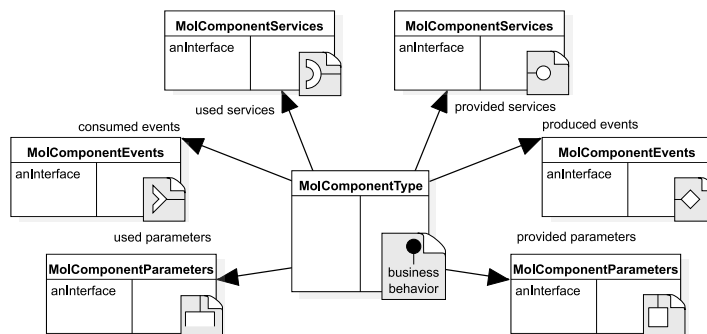 MolComponentServices
anInterface
MolComponentServices
anInterface
used services
provided services
consumed events
produced events
MolComponentEvents
anInterface
MolComponentEvents
anInterface
MolComponentType
business
behavior
used parameters
provided parameters
MolComponentParameters
anInterface
MolComponentParameters
anInterface